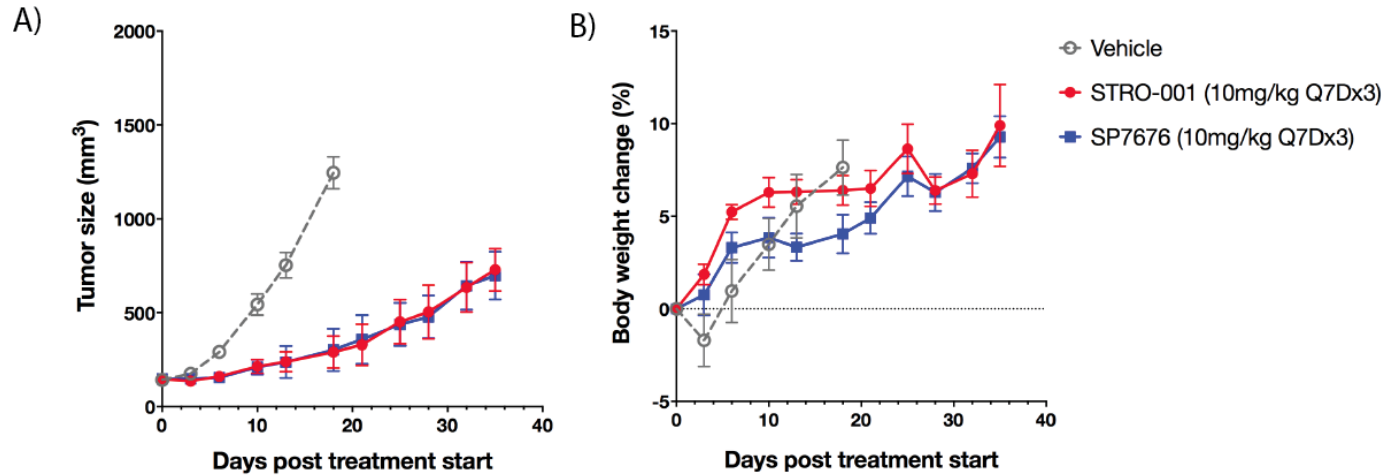 A)
2000
1500
1000
500
0
Tumor size (mm³)
0 10 20 30 40
Days post treatment start
B)
15
10
5
0
-5
Body weight change (%)
0 10 20 30 40
Days post treatment start
Vehicle
STRO-001 (10mg/kg Q7Dx3)
SP7676 (10mg/kg Q7Dx3)